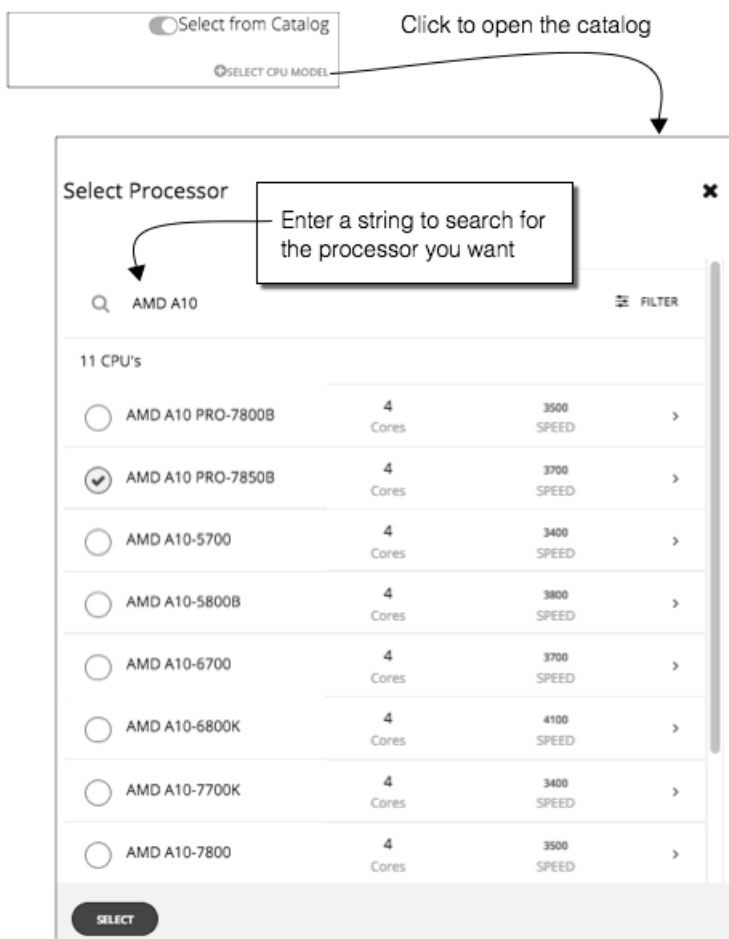 Select from Catalog
Click to open the catalog
SELECT CPU MODEL
Select Processor
Enter a string to search for
the processor you want
AMD A10
FILTER
11 CPU's
AMD A10 PRO-7800B
4
Cores
3500
SPEED
AMD A10 PRO-7850B
4
Cores
3700
SPEED
AMD A10-5700
4
Cores
3400
SPEED
AMD A10-5800B
4
Cores
3800
SPEED
AMD A10-6700
4
Cores
3700
SPEED
AMD A10-6800K
4
Cores
4100
SPEED
AMD A10-7700K
4
Cores
3400
SPEED
AMD A10-7800
4
Cores
3500
SPEED
SELECT